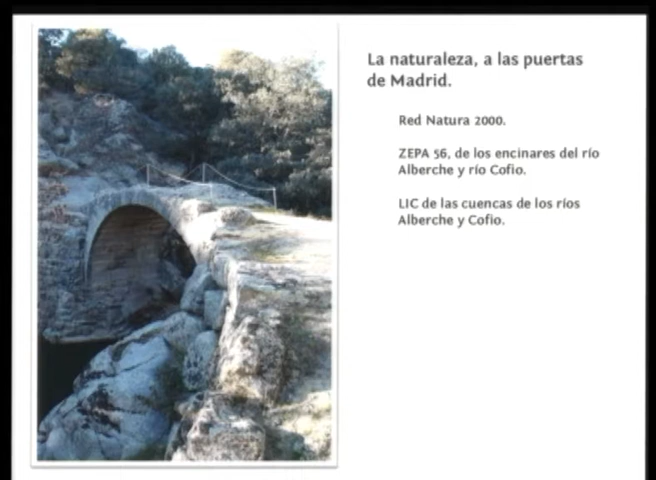 La naturaleza, a las puertas
de Madrid.
Red Natura 2000.
ZEPA 56, de los encinares del río
Alberche y río Cofio.
LIC de las cuencas de los ríos
Alberche y Cofio.